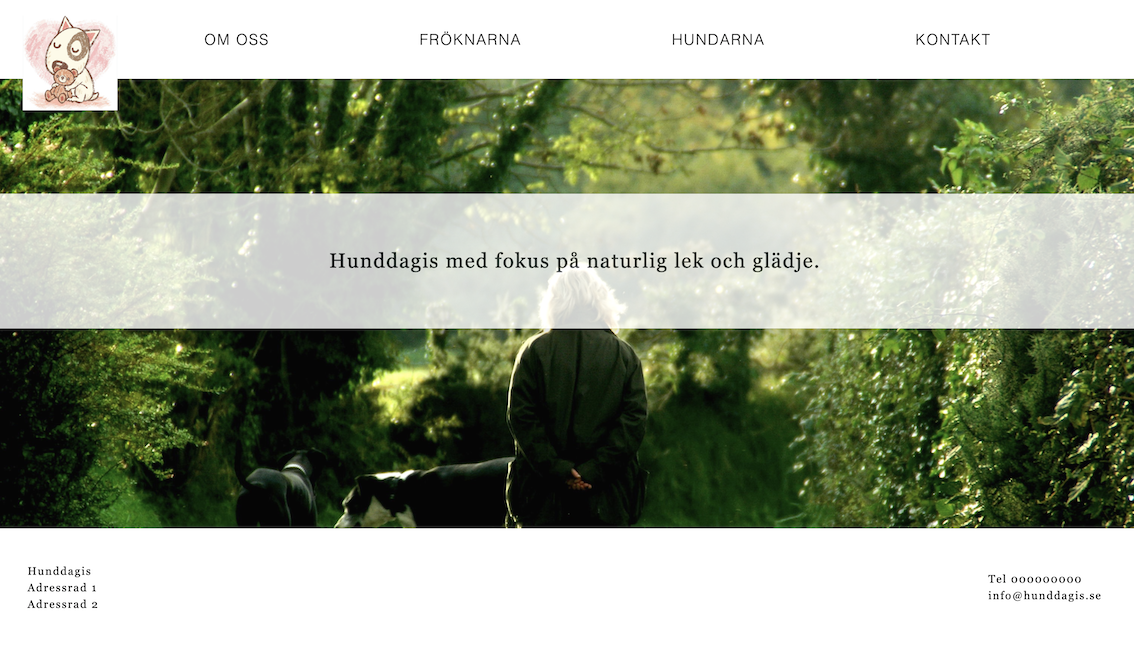 OM OSS
FRÖKNARNA
HUNDARNA
KONTAKT
Hunddagis med fokus på naturlig lek och glädje.
Hunddagis
Adressrad 1
Adressrad 2
Tel 000000000
info@hunddagis.se